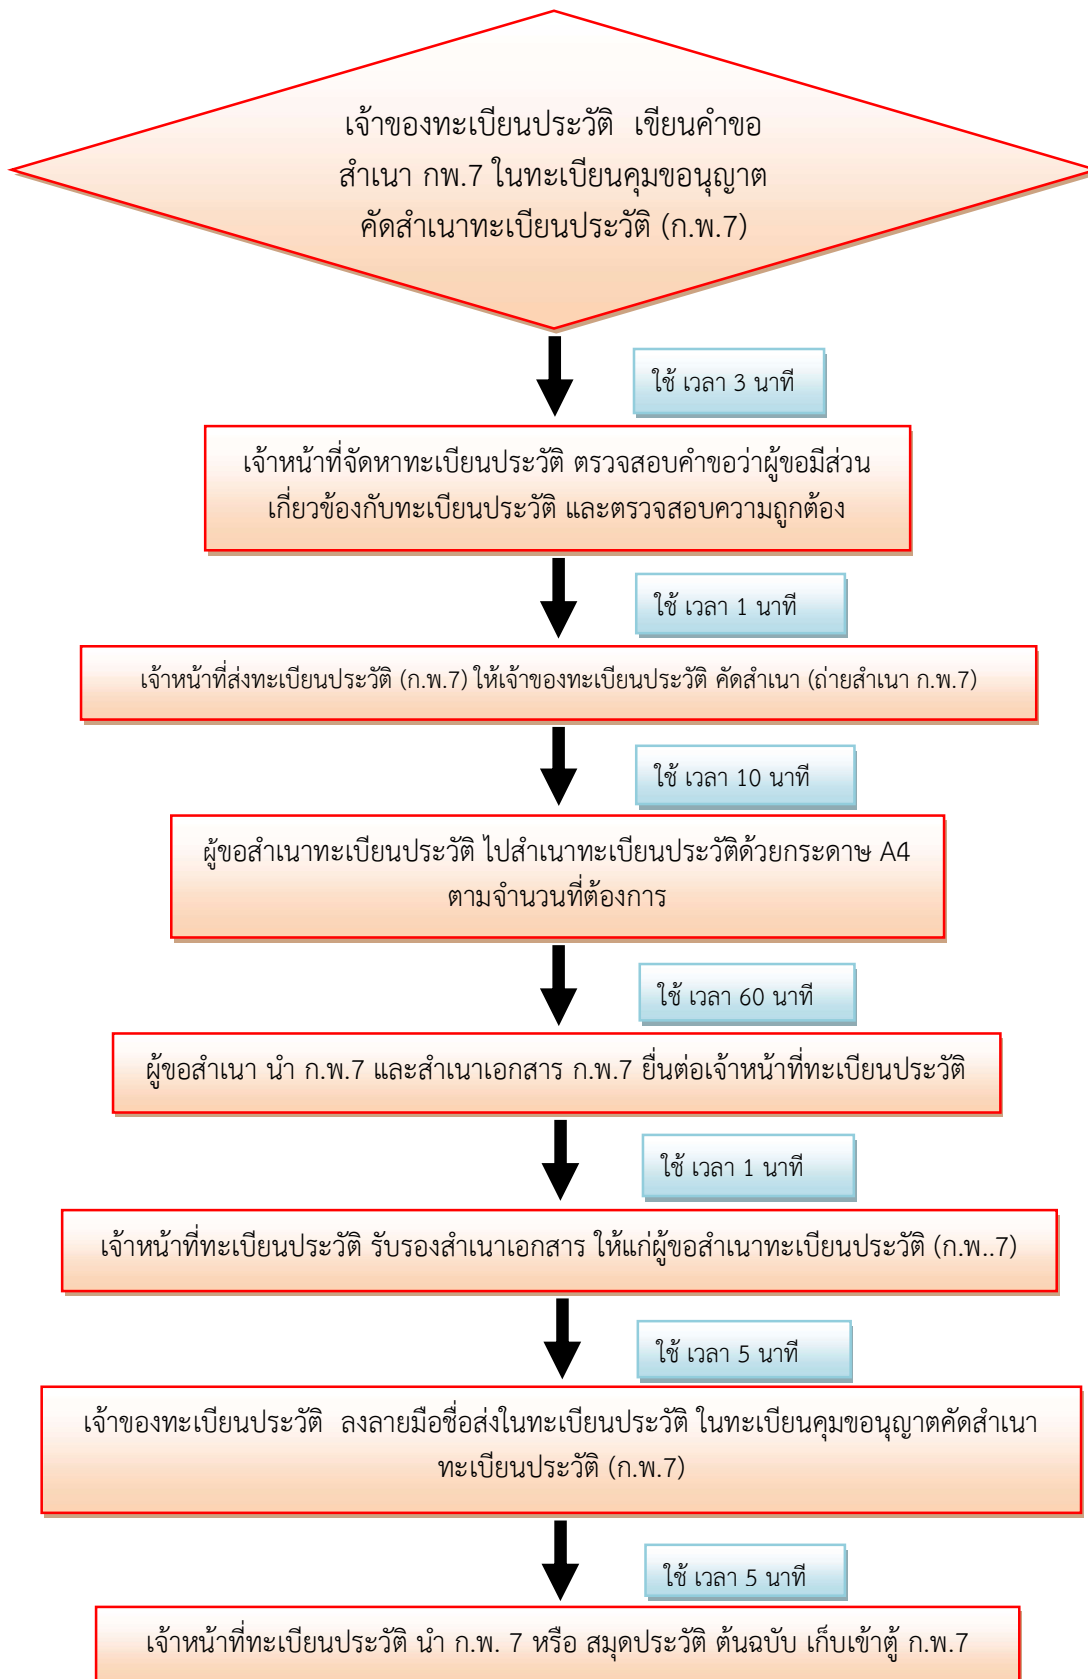 เจ้าของทะเบียนประวัติ  เขียนคำขอ
สำเนา กพ.7 ในทะเบียนคุมขอนุญาต
คัดสำเนาทะเบียนประวัติ (ก.พ.7)
ใช้ เวลา 3 นาที
เจ้าหน้าที่จัดหาทะเบียนประวัติ ตรวจสอบคำขอว่าผู้ขอมีส่วน
เกี่ยวข้องกับทะเบียนประวัติ และตรวจสอบความถูกต้อง
ใช้ เวลา 1 นาที
เจ้าหน้าที่ส่งทะเบียนประวัติ (ก.พ.7) ให้เจ้าของทะเบียนประวัติ คัดสำเนา (ถ่ายสำเนา ก.พ.7)
ใช้ เวลา 10 นาที
ผู้ขอสำเนาทะเบียนประวัติ ไปสำเนาทะเบียนประวัติด้วยกระดาษ A4
ตามจำนวนที่ต้องการ
ใช้ เวลา 60 นาที
ผู้ขอสำเนา นำ ก.พ.7 และสำเนาเอกสาร ก.พ.7 ยื่นต่อเจ้าหน้าที่ทะเบียนประวัติ
ใช้ เวลา 1 นาที
เจ้าหน้าที่ทะเบียนประวัติ รับรองสำเนาเอกสาร ให้แก่ผู้ขอสำเนาทะเบียนประวัติ (ก.พ..7)
ใช้ เวลา 5 นาที
เจ้าของทะเบียนประวัติ  ลงลายมือชื่อส่งในทะเบียนประวัติ ในทะเบียนคุมขอนุญาตคัดสำเนา
ทะเบียนประวัติ (ก.พ.7)
ใช้ เวลา 5 นาที
เจ้าหน้าที่ทะเบียนประวัติ นำ ก.พ. 7 หรือ สมุดประวัติ ต้นฉบับ เก็บเข้าตู้ ก.พ.7